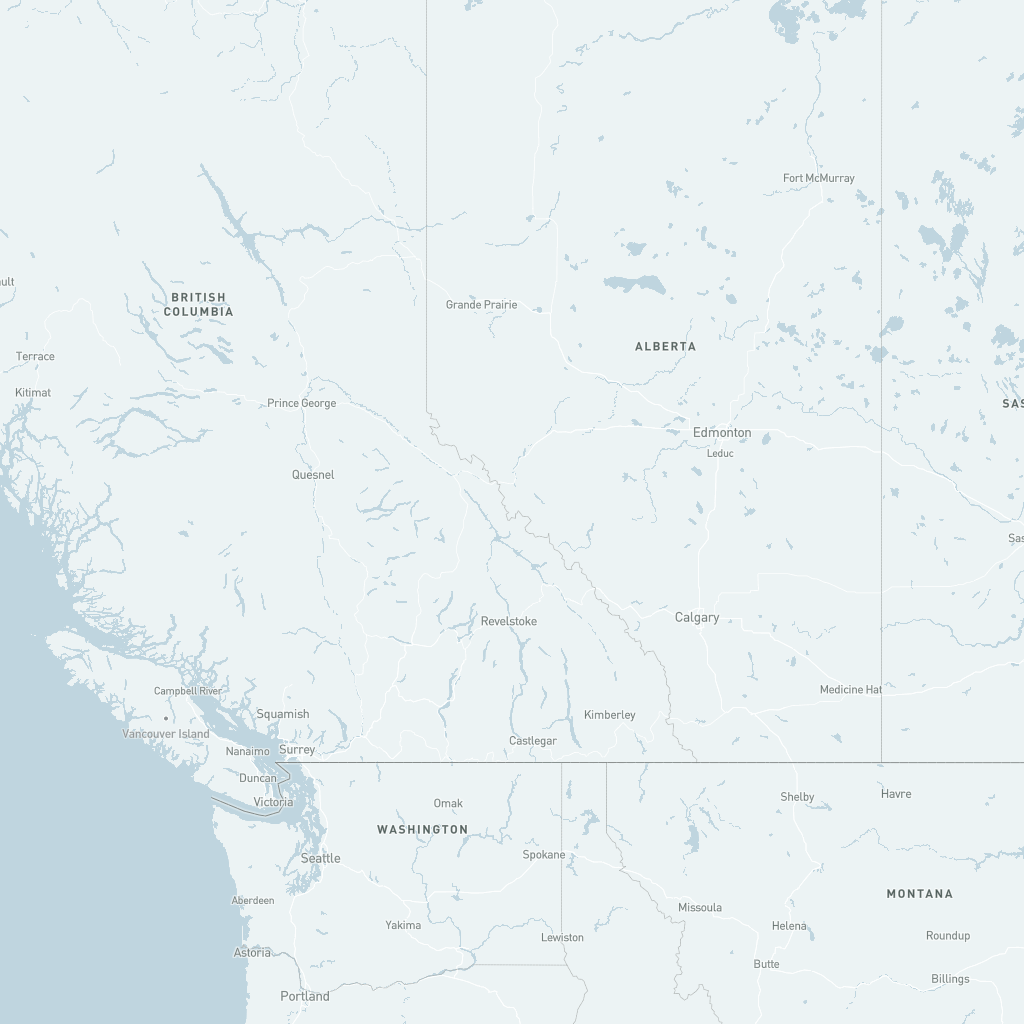 Fort McMurray
ault
BRITISH
COLUMBIA
Grande Prairie
ALBERTA
Terrace
Kitimat
Prince George
SAS
Edmonton
Leduc
Quesnel
Sas
Revelstoke
Calgary
Campbell River
Medicine Hat
Squamish
Kimberley
Vancouver Island
Castlegar
Nanaimo
Surrey
Duncan
Victoria
Omak
Shelby
Havre
WASHINGTON
Seattle
Spokane
MONTANA
Aberdeen
Missoula
Yakima
Helena
Lewiston
Roundup
Astoria
Butte
Billings
Portland